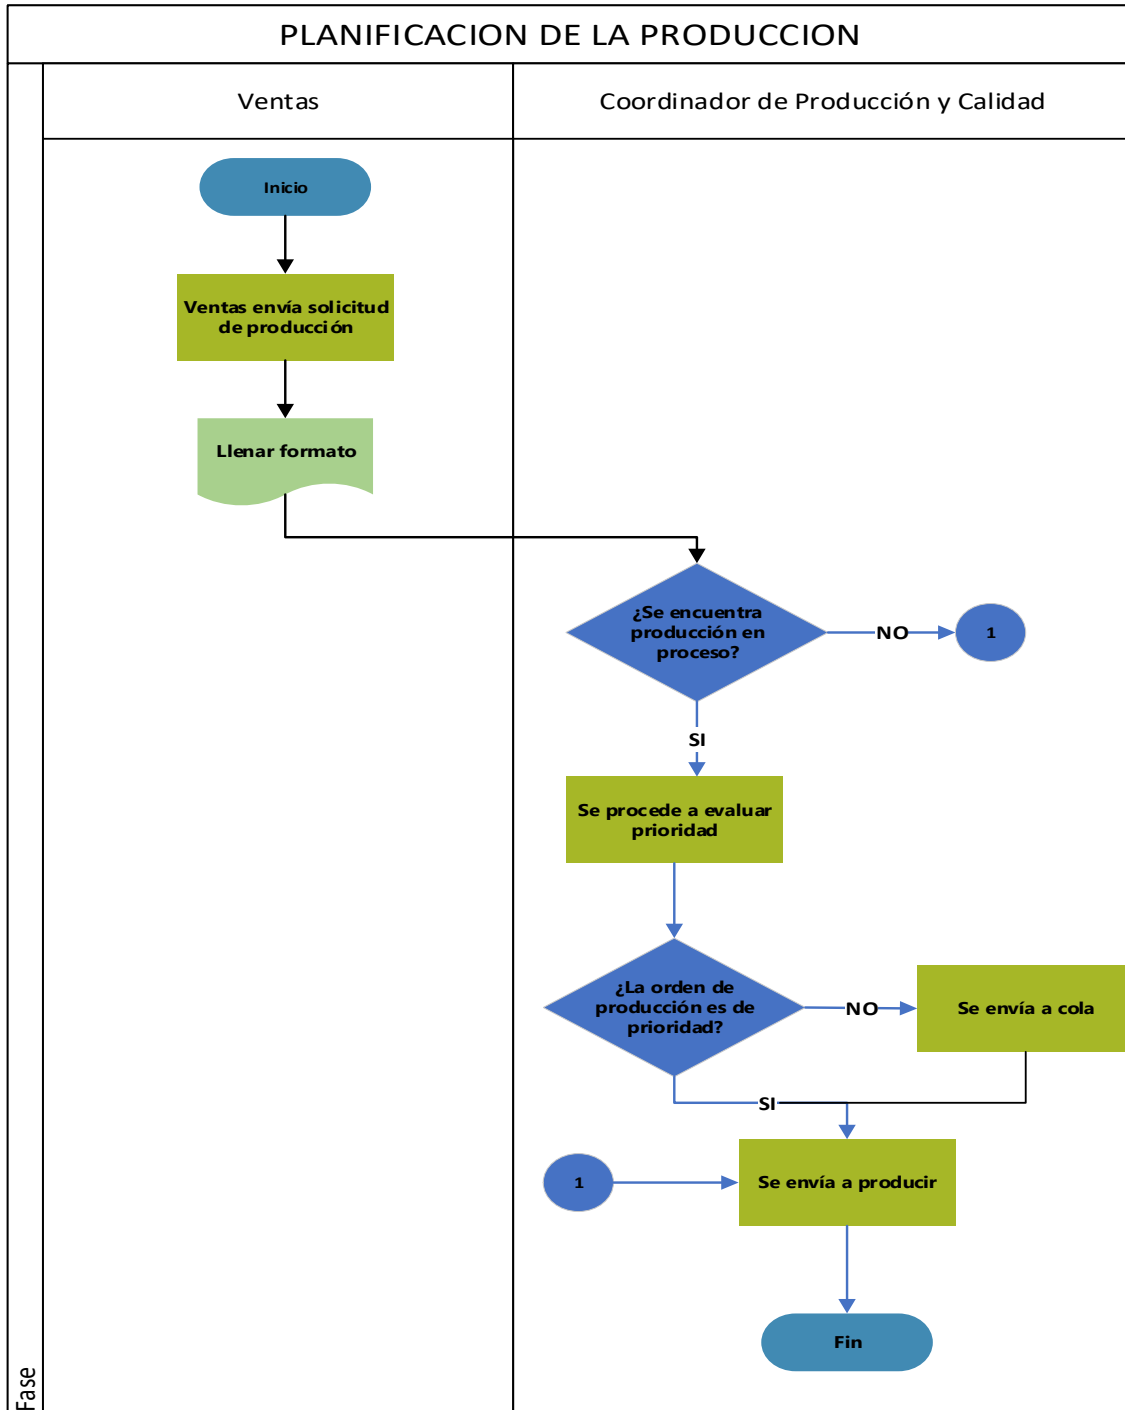 PLANIFICACION DE LA PRODUCCION
Ventas
Coordinador de Producción y Calidad
Inicio
Ventas envía solicitud
de producción
Llenar formato
¿Se encuentra
producción en
proceso?
NO
1
SI
Se procede a evaluar
prioridad
¿La orden de
producción es de
prioridad?
NO
Se envía a cola
SI
1
Se envía a producir
Fin
Fase